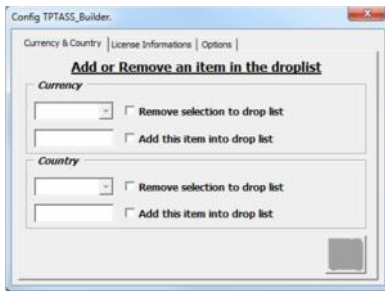 Config TPTASS_Builder.
Currency & Country License Informations Options
Add or Remove an item in the droplist
Currency
Remove selection to drop list
Add this item into drop list
Country
Remove selection to drop list
Add this item into drop list